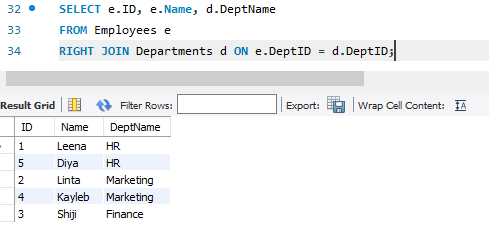 32 SELECT e.ID, e.Name, d.DeptName
33 FROM Employees e
34 RIGHT JOIN Departments d ON e.DeptID = d.DeptID;
Result Grid Filter Rows: Export: Wrap Cell Content:
ID Name DeptName
1 Leena HR
5 Diya HR
2 Linta Marketing
4 Kayleb Marketing
3 Shiji Finance